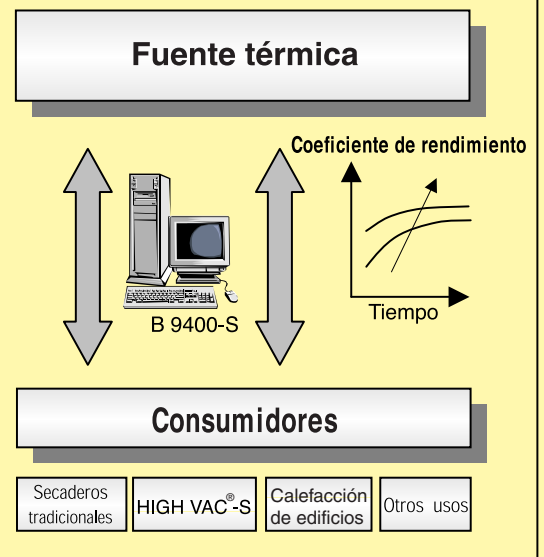 Fuente térmica
Coeficiente de rendimiento
B 9400-S
Tiempo
Consumidores
Secaderos
tradicionales
HIGH VAC®-S
Calefacción
de edificios
Otros usos